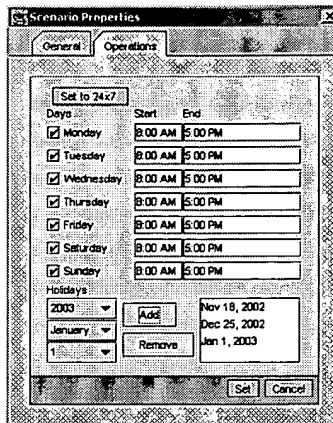 Scenario Properties
General Operations
Set to 24x7
Days Start End
Monday 8:00 AM 5:00 PM
Tuesday 8:00 AM 5:00 PM
Wednesday 8:00 AM 5:00 PM
Thursday 8:00 AM 5:00 PM
Friday 8:00 AM 5:00 PM
Saturday 8:00 AM 5:00 PM
Sunday 8:00 AM 5:00 PM
Holidays
2003 Add Nov 18, 2002
January Dec 25, 2002
1 Remove Jan 1, 2003
Set Cancel